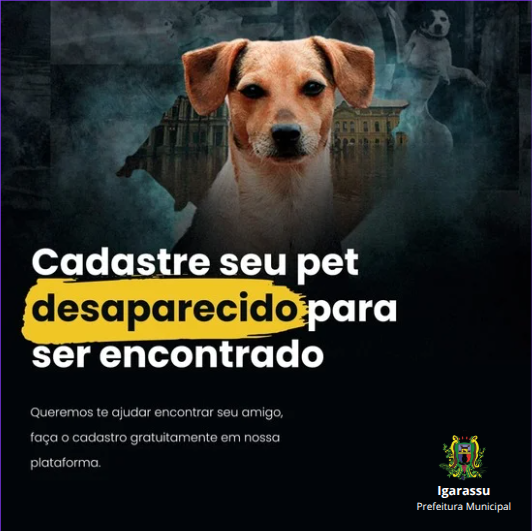 Cadastre seu pet
desaparecido para
ser encontrado
Queremos te ajudar encontrar seu amigo,
faça o cadastro gratuitamente em nossa
plataforma.
Igarassu
Prefeitura Municipal